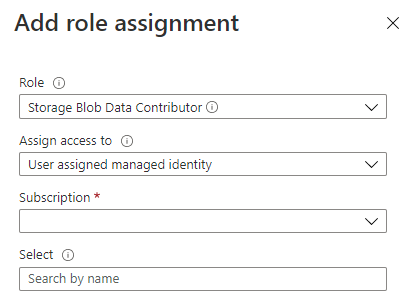 Add role assignment
Role
Storage Blob Data Contributor
Assign access to
User assigned managed identity
Subscription *
Select
Search by name